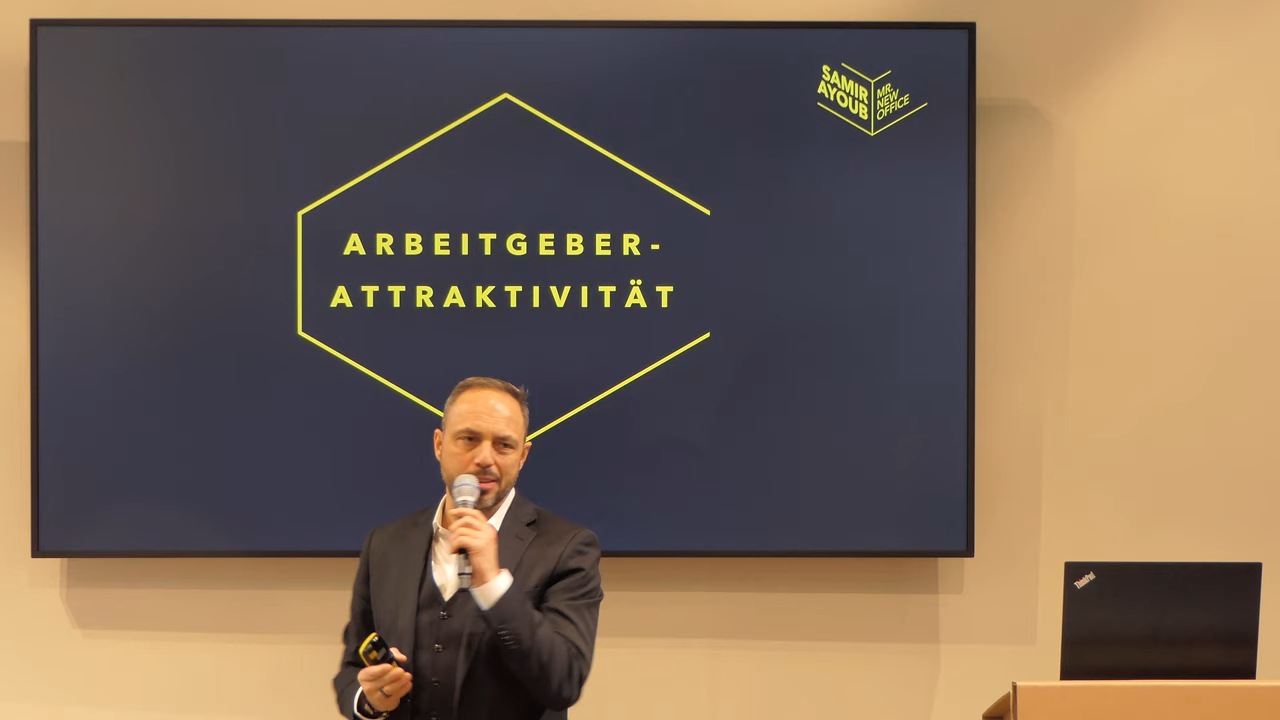 SAMIR
AYOUB
MR.
NEW
OFFICE
ARBEITGEBER-
ATTRAKTIVITÄT
ThinkPad